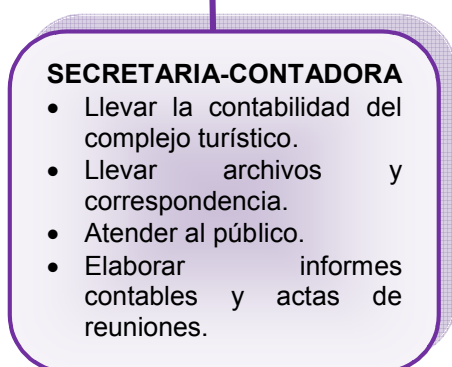 SECRETARIA-CONTADORA
• Llevar la contabilidad del
complejo turístico.
• Llevar archivos y
correspondencia.
• Atender al público.
• Elaborar informes
contables y actas de
reuniones.